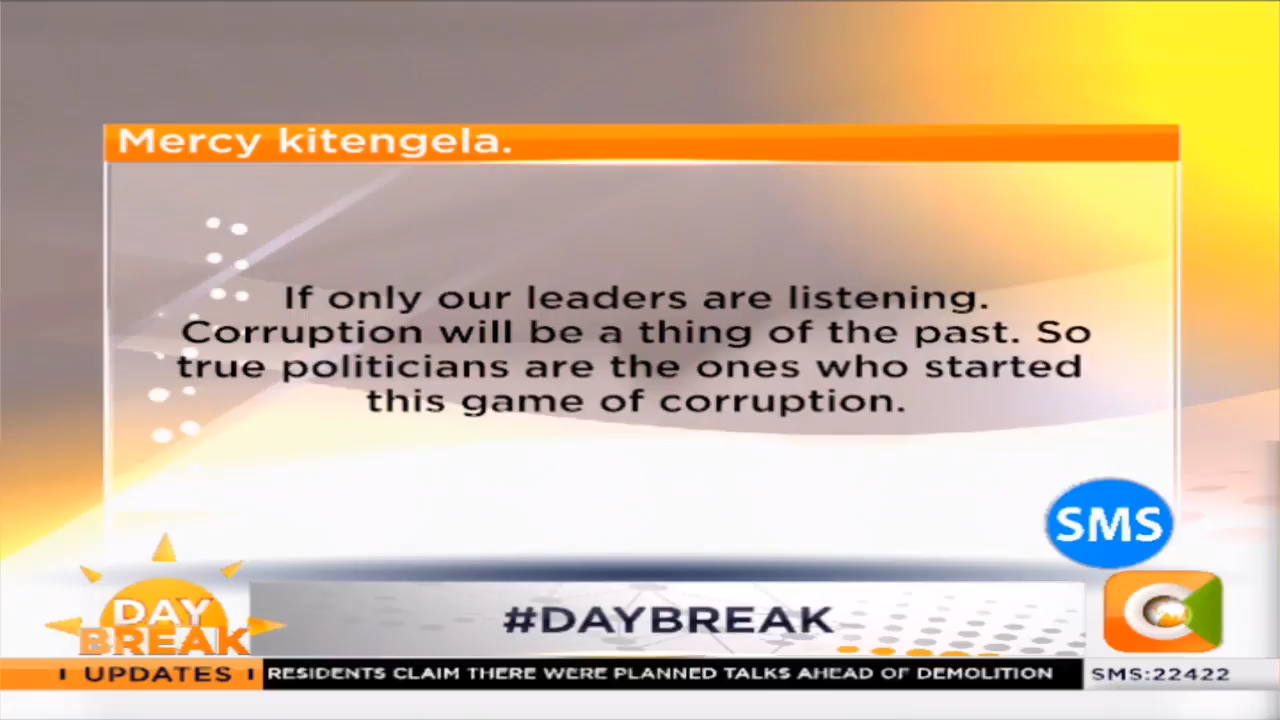 Mercy kitengela.
If only our leaders are listening.
Corruption will be a thing of the past. So
true politicians are the ones who started
this game of corruption.
SMS
DAY
BREAK
#DAYBREAK
UPDATES
RESIDENTS CLAIM THERE WERE PLANNED TALKS AHEAD OF DEMOLITION
SMS:22422